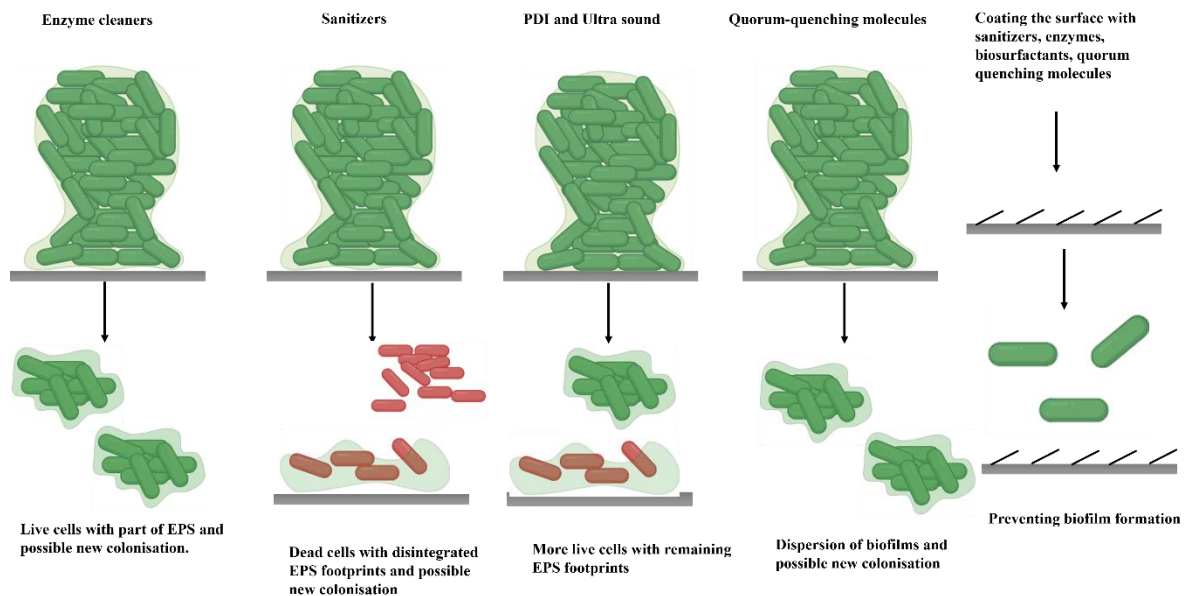 Enzyme cleaners
Sanitizers
PDI and Ultra sound
Quorum-quenching molecules
Coating the surface with
sanitizers, enzymes,
biosurfactants, quorum
quenching molecules
Live cells with part of EPS and
possible new colonisation.
Dead cells with disintegrated
EPS footprints and possible
new colonisation
More live cells with remaining
EPS footprints
Dispersion of biofilms and
possible new colonisation
Preventing biofilm formation